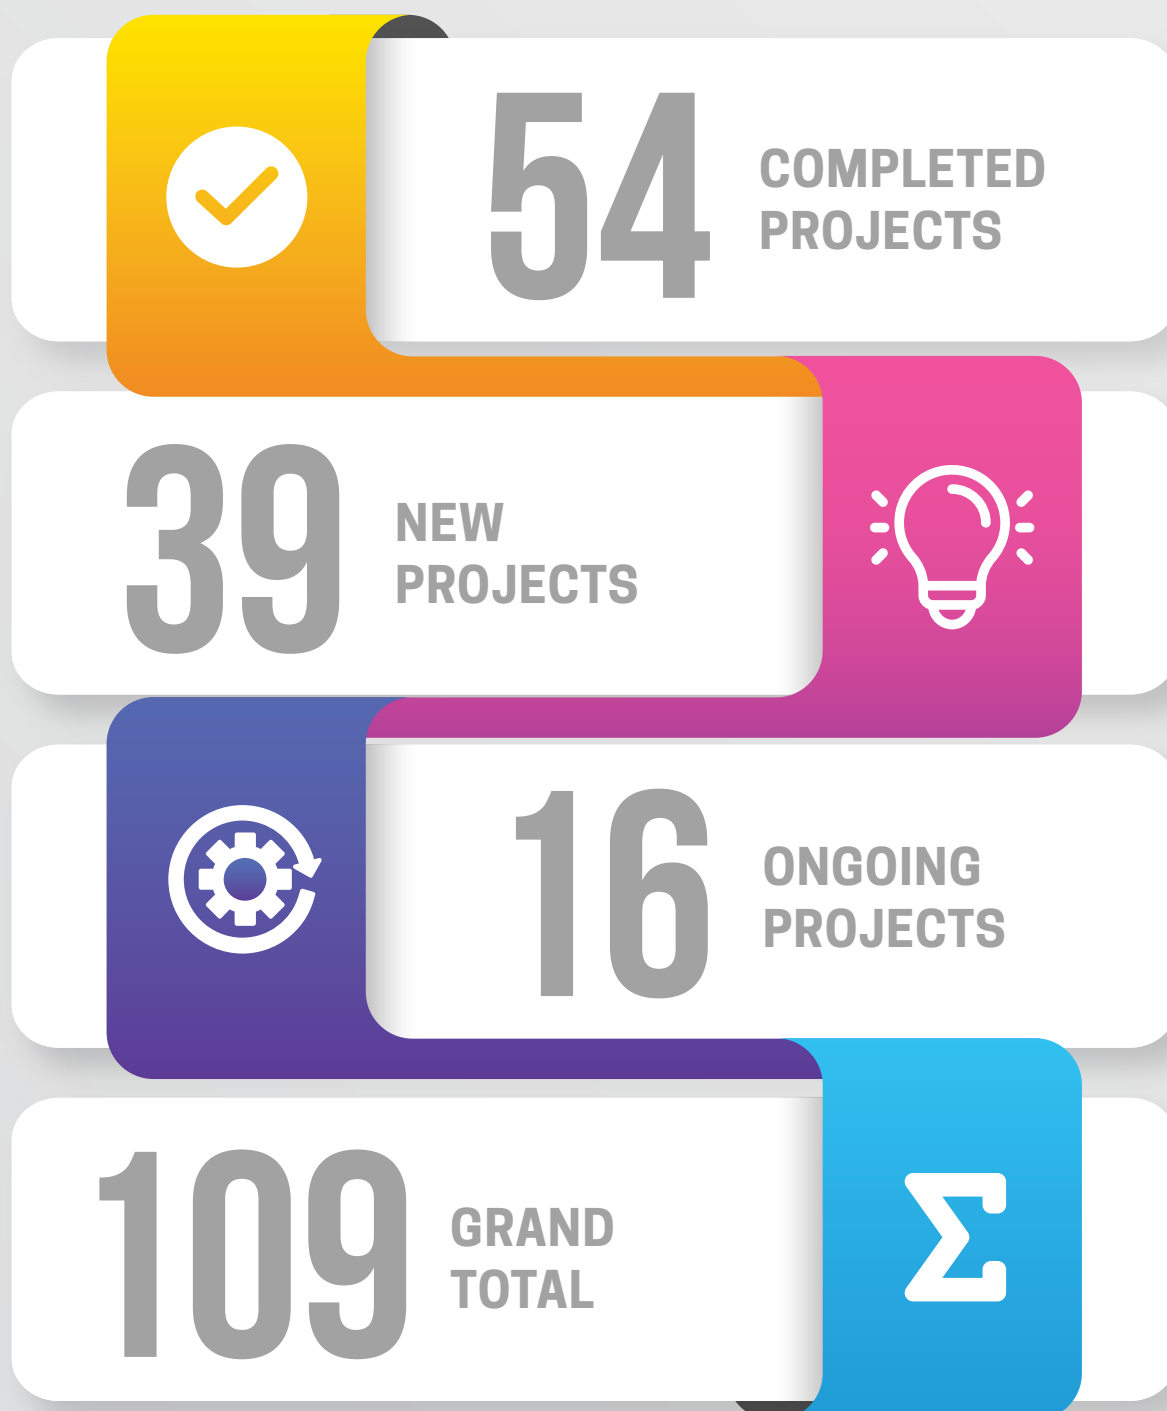 54 COMPLETED
PROJECTS
39 NEW
PROJECTS
16 ONGOING
PROJECTS
109 GRAND
TOTAL
Σ